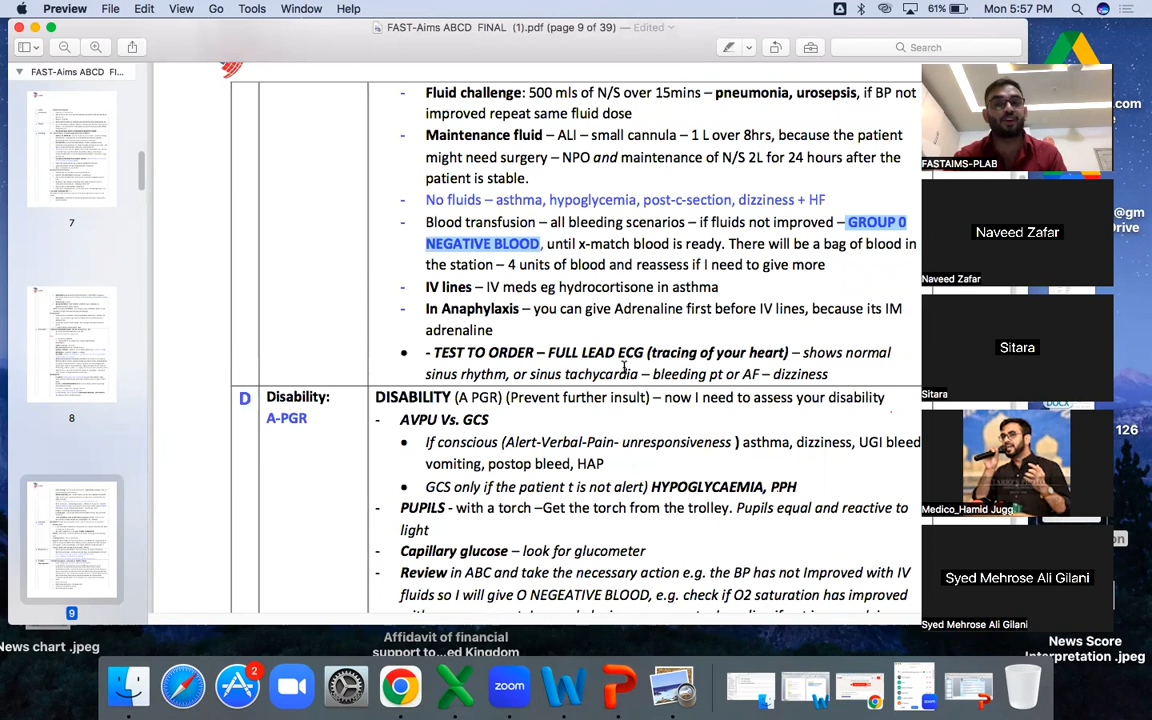 Preview File Edit View Go Tools Window Help
61% Mon 5:57 PM
FAST-Aims ABCD FINAL (1).pdf (page 9 of 39) — Edited
Search
FAST-Aims ABCD Fl...
7
8
9
- Fluid challenge: 500 mls of N/S over 15mins – pneumonia, urosepsis, if BP not
improved repeat same fluid dose
- Maintenance fluid – ALI – small cannula – 1 L over 8hrs, because the patient
might need surgery – NPO and maintenance of N/S 2L for 24 hours after the
patient is stable.
- No fluids – asthma, hypoglycemia, post-c-section, dizziness + HF
- Blood transfusion – all bleeding scenarios – if fluids not improved – GROUP 0
NEGATIVE BLOOD, until x-match blood is ready. There will be a bag of blood in
the station – 4 units of blood and reassess if I need to give more
- IV lines – IV meds eg hydrocortisone in asthma
- In Anaphylaxis – you can give Adrenaline first before IV lines, because its IM
adrenaline
• - TEST TO ORDER – FULL LEAD ECG (tracing of your heart) – shows normal
sinus rhythm or sinus tachycardia – bleeding pt or AF – dizziness
D Disability: DISABILITY (A PGR) (Prevent further insult) – now I need to assess your disability
A-PGR
- AVPU Vs. GCS
• If conscious (Alert-Verbal-Pain- unresponsiveness ) asthma, dizziness, UGI bleed
vomiting, postop bleed, HAP
• GCS only if the patient t is not alert) HYPOGLYCAEMIA, PPH
- PUPILS - with a torch –Get the torch from the trolley. Pupils equal and reactive to
light
- Capillary glucose – look for glucometer
- Review in ABC and take the necessary action e.g. the BP has not Improved with IV
fluids so I will give O NEGEATIVE BLOOD, e.g. check if O2 saturation has improved
FASTAIMS-PLAB
Naveed Zafar
Naveed Zafar
Sitara
Sitara
Medico_Hamid Jugg
Syed Mehrose Ali Gilani
Syed Mehrose Ali Gilani
.com
@gm
Drive
126
on
News chart .jpeg
Affidavit of financial
support to...ed Kingdom
News Score
Interpretation .jpeg
2
zoom